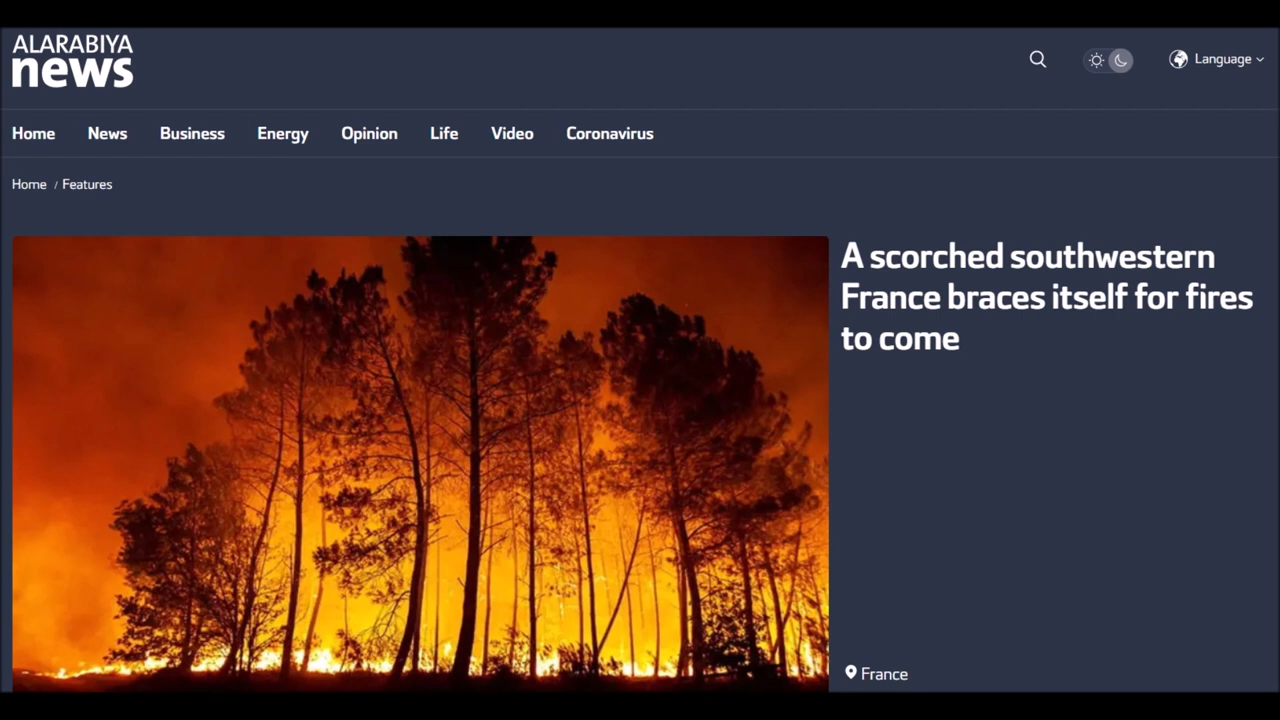 ALARABIYA
news
Language
Home News Business Energy Opinion Life Video Coronavirus
Home / Features
A scorched southwestern
France braces itself for fires
to come
France